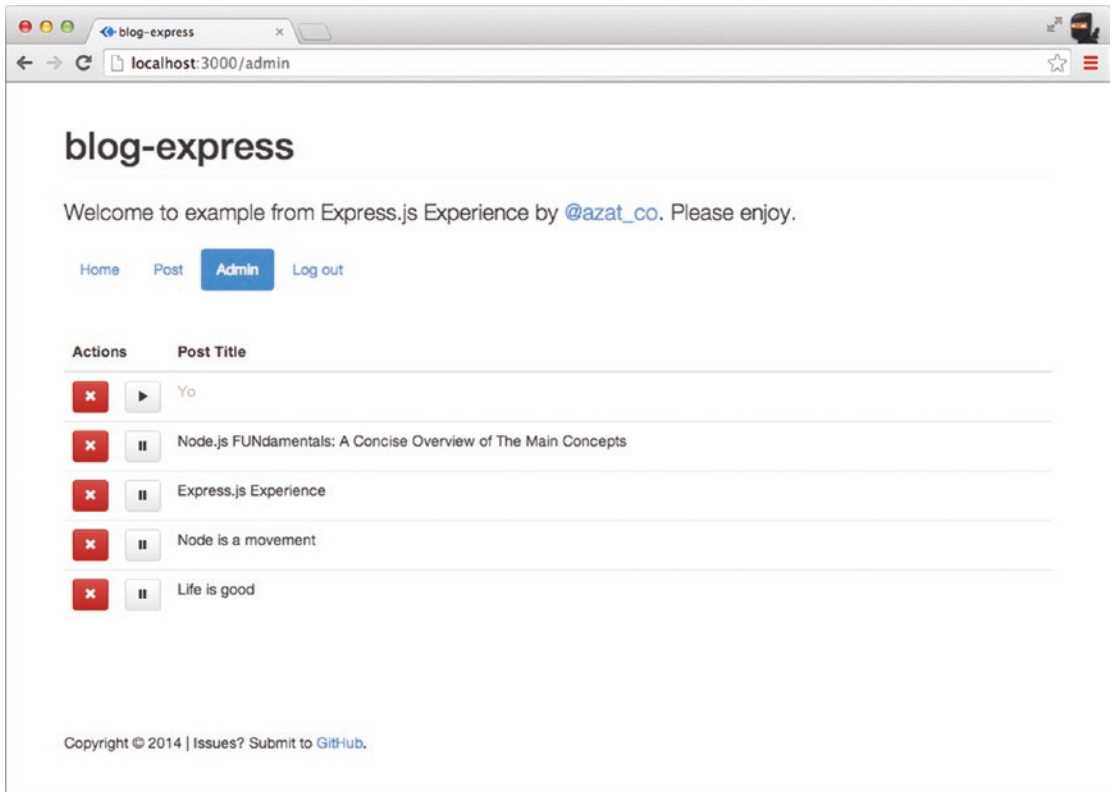 blog-express
localhost:3000/admin
blog-express
Welcome to example from Express.js Experience by @azat_co. Please enjoy.
Home Post Admin Log out
Actions Post Title
Yo
Node.js FUNdamentals: A Concise Overview of The Main Concepts
Express.js Experience
Node is a movement
Life is good
Copyright © 2014 | Issues? Submit to GitHub.